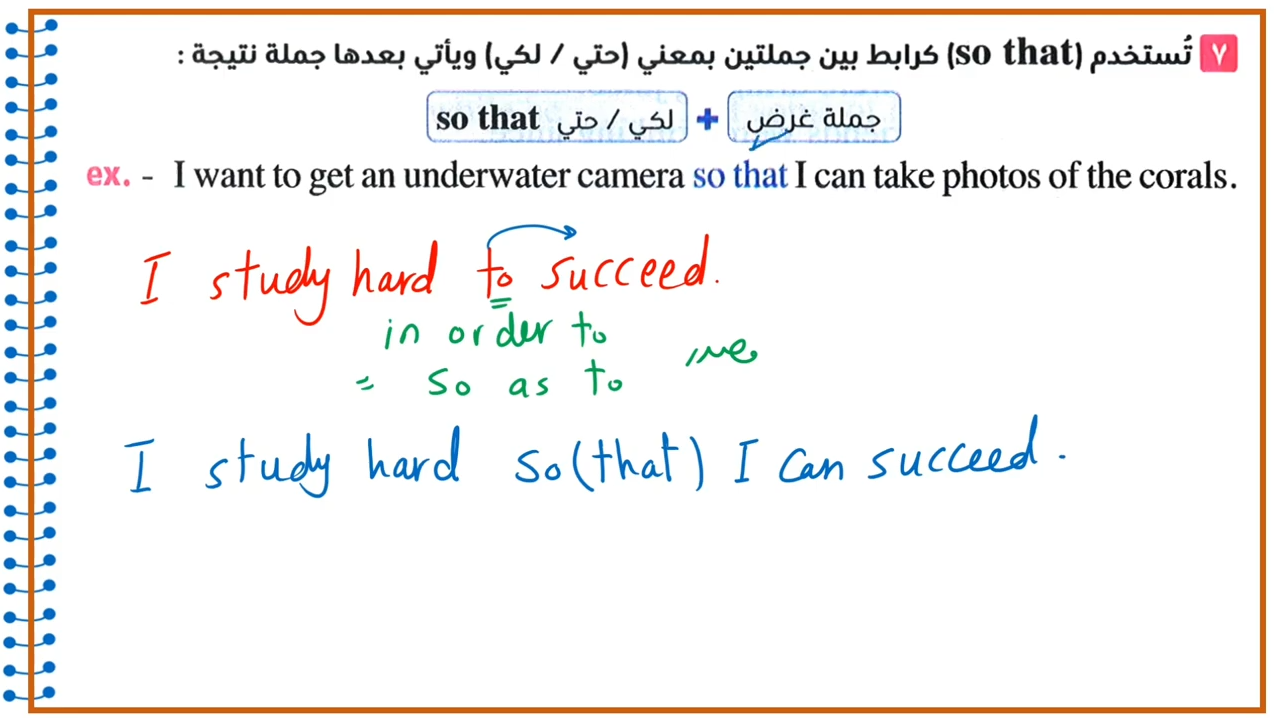 ٧ تُستخدم (so that) كرابط بين جملتين بمعني (حتي / لكي) ويأتي بعدها جملة نتيجة :
جملة غرض + لكي / حتي so that
ex. - I want to get an underwater camera so that I can take photos of the corals.
I study hard to succeed.
in order to
= so as to
I study hard so (that) I can succeed.